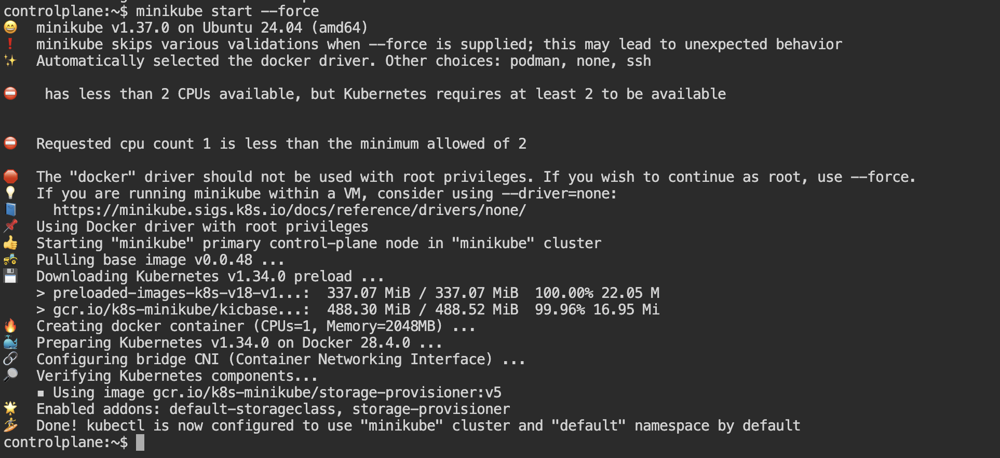 controlplane:~$ minikube start --force
😄 minikube v1.37.0 on Ubuntu 24.04 (amd64)
❗ minikube skips various validations when --force is supplied; this may lead to unexpected behavior
✨ Automatically selected the docker driver. Other choices: podman, none, ssh
⛔ has less than 2 CPUs available, but Kubernetes requires at least 2 to be available
⛔ Requested cpu count 1 is less than the minimum allowed of 2
🛑 The "docker" driver should not be used with root privileges. If you wish to continue as root, use --force.
💡 If you are running minikube within a VM, consider using --driver=none:
📘 https://minikube.sigs.k8s.io/docs/reference/drivers/none/
📌 Using Docker driver with root privileges
👍 Starting "minikube" primary control-plane node in "minikube" cluster
🚜 Pulling base image v0.0.48 ...
💾 Downloading Kubernetes v1.34.0 preload ...
> preloaded-images-k8s-v18-v1...: 337.07 MiB / 337.07 MiB 100.00% 22.05 M
> gcr.io/k8s-minikube/kicbase...: 488.30 MiB / 488.52 MiB 99.96% 16.95 Mi
🔥 Creating docker container (CPUs=1, Memory=2048MB) ...
🐳 Preparing Kubernetes v1.34.0 on Docker 28.4.0 ...
🔗 Configuring bridge CNI (Container Networking Interface) ...
🔎 Verifying Kubernetes components...
▪ Using image gcr.io/k8s-minikube/storage-provisioner:v5
🌟 Enabled addons: default-storageclass, storage-provisioner
🏄 Done! kubectl is now configured to use "minikube" cluster and "default" namespace by default
controlplane:~$